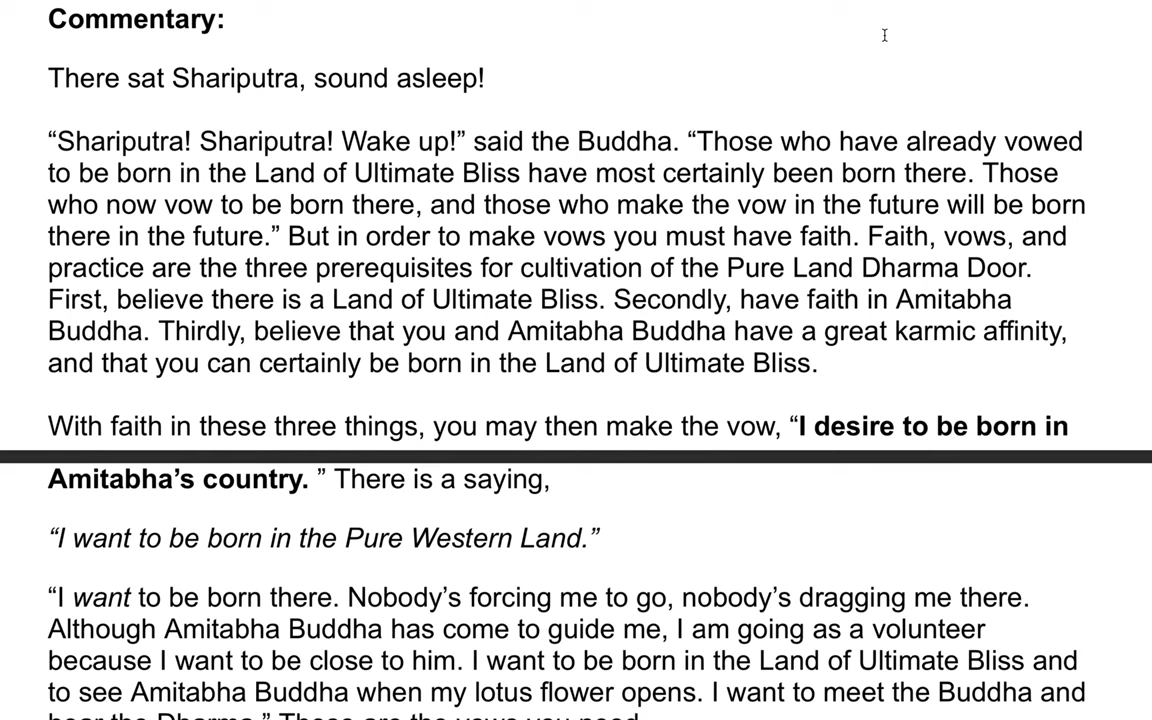 Commentary:
There sat Shariputra, sound asleep!
“Shariputra! Shariputra! Wake up!” said the Buddha. “Those who have already vowed
to be born in the Land of Ultimate Bliss have most certainly been born there. Those
who now vow to be born there, and those who make the vow in the future will be born
there in the future.” But in order to make vows you must have faith. Faith, vows, and
practice are the three prerequisites for cultivation of the Pure Land Dharma Door.
First, believe there is a Land of Ultimate Bliss. Secondly, have faith in Amitabha
Buddha. Thirdly, believe that you and Amitabha Buddha have a great karmic affinity,
and that you can certainly be born in the Land of Ultimate Bliss.
With faith in these three things, you may then make the vow, “I desire to be born in
Amitabha’s country. ” There is a saying,
“I want to be born in the Pure Western Land.”
“I want to be born there. Nobody’s forcing me to go, nobody’s dragging me there.
Although Amitabha Buddha has come to guide me, I am going as a volunteer
because I want to be close to him. I want to be born in the Land of Ultimate Bliss and
to see Amitabha Buddha when my lotus flower opens. I want to meet the Buddha and
hear the Dharma.” These are the vows you need.